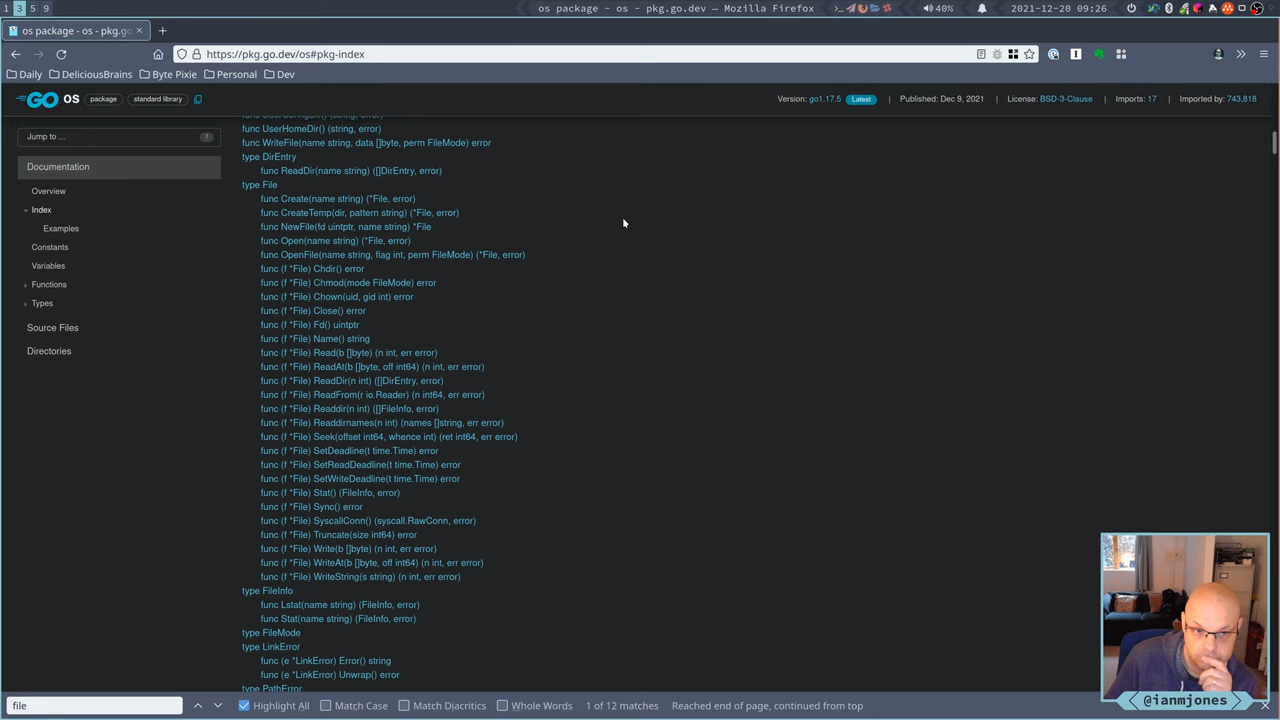 1 3 5 9
os package - os - pkg.go.dev — Mozilla Firefox
40%
2021-12-20 09:26
os package - os - pkg.go
https://pkg.go.dev/os#pkg-index
Daily
DeliciousBrains
Byte Pixie
Personal
Dev
GO os package standard library
Version: go1.17.5 Latest | Published: Dec 9, 2021 | License: BSD-3-Clause | Imports: 17 | Imported by: 743,818
Jump to ...
Documentation
Overview
Index
Examples
Constants
Variables
Functions
Types
Source Files
Directories
func UserConfigDir() (string, error)
func UserHomeDir() (string, error)
func WriteFile(name string, data []byte, perm FileMode) error
type DirEntry
func ReadDir(name string) ([]DirEntry, error)
type File
func Create(name string) (*File, error)
func CreateTemp(dir, pattern string) (*File, error)
func NewFile(fd uintptr, name string) *File
func Open(name string) (*File, error)
func OpenFile(name string, flag int, perm FileMode) (*File, error)
func (f *File) Chdir() error
func (f *File) Chmod(mode FileMode) error
func (f *File) Chown(uid, gid int) error
func (f *File) Close() error
func (f *File) Fd() uintptr
func (f *File) Name() string
func (f *File) Read(b []byte) (n int, err error)
func (f *File) ReadAt(b []byte, off int64) (n int, err error)
func (f *File) ReadDir(n int) ([]DirEntry, error)
func (f *File) ReadFrom(r io.Reader) (n int64, err error)
func (f *File) Readdir(n int) ([]FileInfo, error)
func (f *File) Readdirnames(n int) (names []string, err error)
func (f *File) Seek(offset int64, whence int) (ret int64, err error)
func (f *File) SetDeadline(t time.Time) error
func (f *File) SetReadDeadline(t time.Time) error
func (f *File) SetWriteDeadline(t time.Time) error
func (f *File) Stat() (FileInfo, error)
func (f *File) Sync() error
func (f *File) SyscallConn() (syscall.RawConn, error)
func (f *File) Truncate(size int64) error
func (f *File) Write(b []byte) (n int, err error)
func (f *File) WriteAt(b []byte, off int64) (n int, err error)
func (f *File) WriteString(s string) (n int, err error)
type FileInfo
func Lstat(name string) (FileInfo, error)
func Stat(name string) (FileInfo, error)
type FileMode
type LinkError
func (e *LinkError) Error() string
func (e *LinkError) Unwrap() error
type PathError
@ianmjones
file
Highlight All
Match Case
Match Diacritics
Whole Words
1 of 12 matches
Reached end of page, continued from top